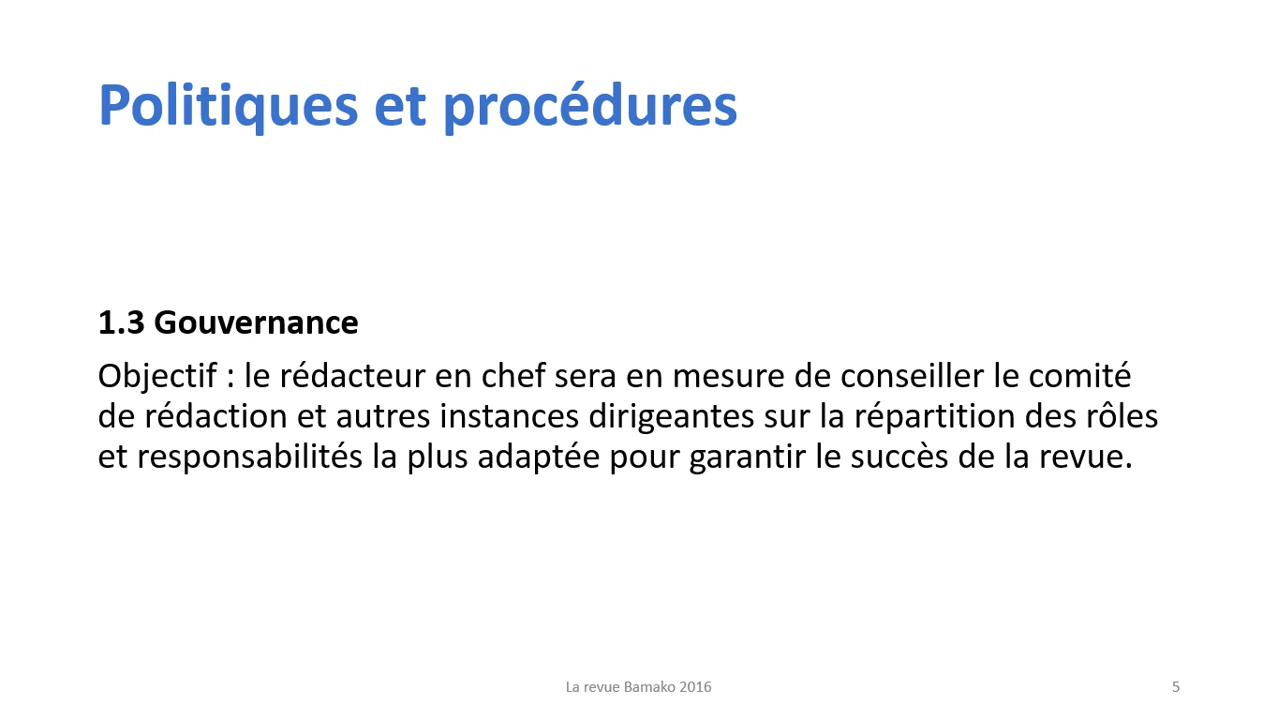 Politiques et procédures
1.3 Gouvernance
Objectif : le rédacteur en chef sera en mesure de conseiller le comité
de rédaction et autres instances dirigeantes sur la répartition des rôles
et responsabilités la plus adaptée pour garantir le succès de la revue.
La revue Bamako 2016
5